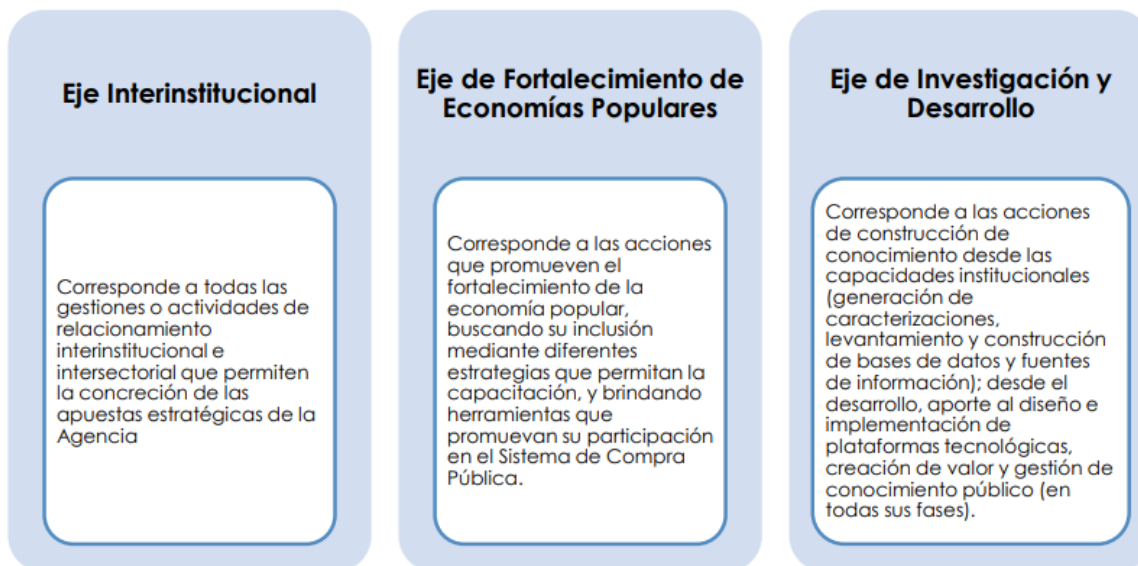 Eje Interinstitucional
Corresponde a todas las
gestiones o actividades de
relacionamiento
interinstitucional e
intersectorial que permiten
la concreción de las
apuestas estratégicas de la
Agencia
Eje de Fortalecimiento de
Economías Populares
Corresponde a las acciones
que promueven el
fortalecimiento de la
economía popular,
buscando su inclusión
mediante diferentes
estrategias que permitan la
capacitación, y brindando
herramientas que
promuevan su participación
en el Sistema de Compra
Pública.
Eje de Investigación y
Desarrollo
Corresponde a las acciones
de construcción de
conocimiento desde las
capacidades institucionales
(generación de
caracterizaciones,
levantamiento y construcción
de bases de datos y fuentes
de información); desde el
desarrollo, aporte al diseño e
implementación de
plataformas tecnológicas,
creación de valor y gestión de
conocimiento público (en
todas sus fases).